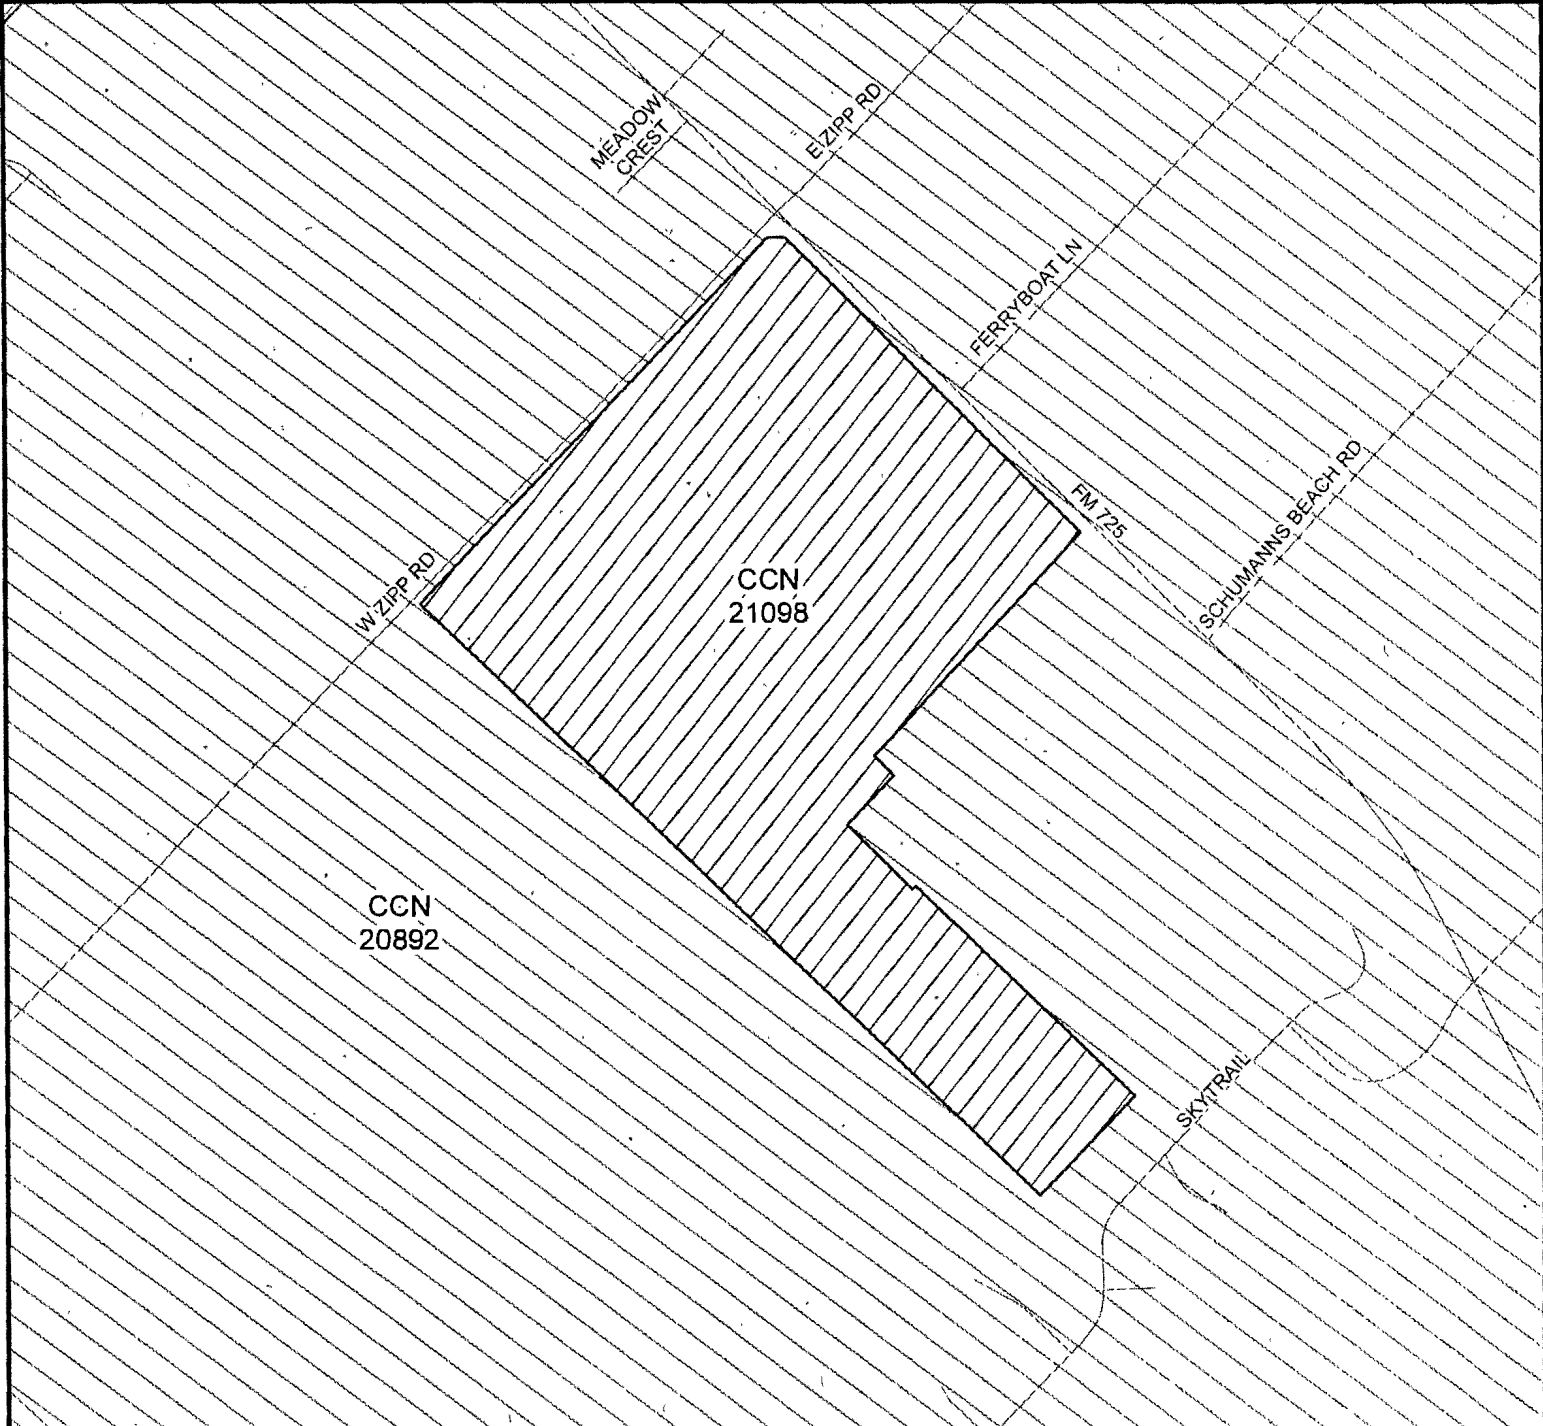 MEADOW
CREST
E ZIPP RD
FERRYBOAT LN
FM 725
SCHUMANNS BEACH RD
W ZIPP RD
CCN
21098
CCN
20892
SKYTRAIL